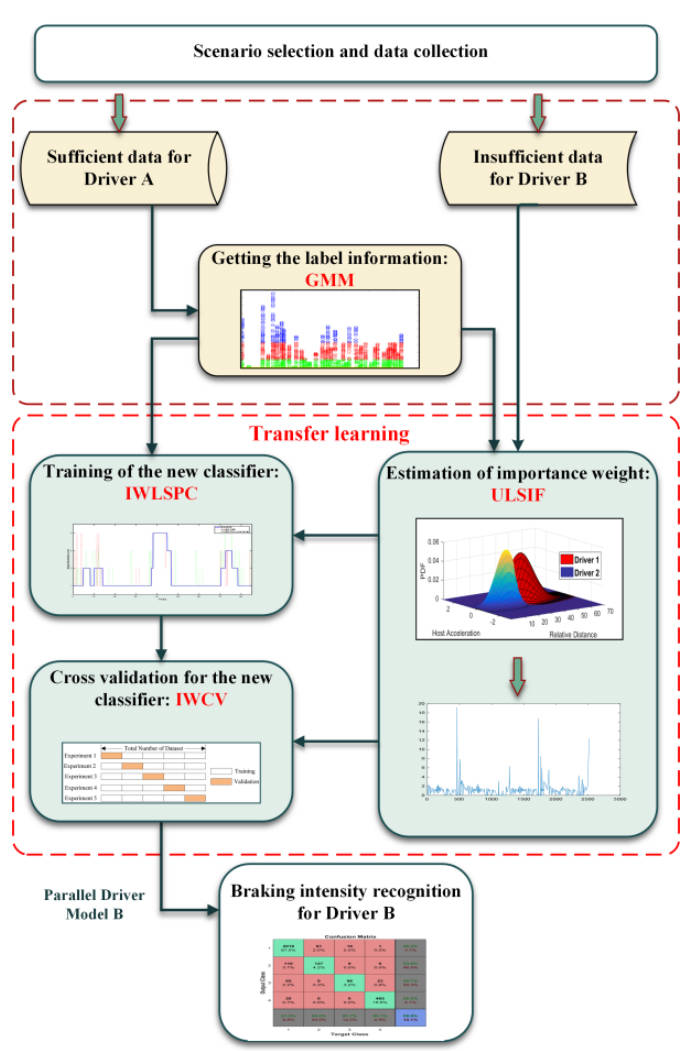 Scenario selection and data collection
Sufficient data for
Driver A
Insufficient data
for Driver B
Getting the label information:
GMM
Transfer learning
Training of the new classifier:
IWLSPC
Estimation of importance weight:
ULSIF
PDF
0.06
0.04
0.02
0
2
0
-2
Host Acceleration
10 20 30 40 50 60 70
Relative Distance
Driver 1
Driver 2
Cross validation for the new
classifier: IWCV
Total Number of Dataset
Experiment 1
Experiment 2
Experiment 3
Experiment 4
Experiment 5
Training
Validation
20
18
16
14
12
10
8
6
4
2
0
0 500 1000 1500 2000 2500 3000
Parallel Driver
Model B
Braking intensity recognition
for Driver B
Confusion Matrix
Output Class
1 2 3 4
Target Class